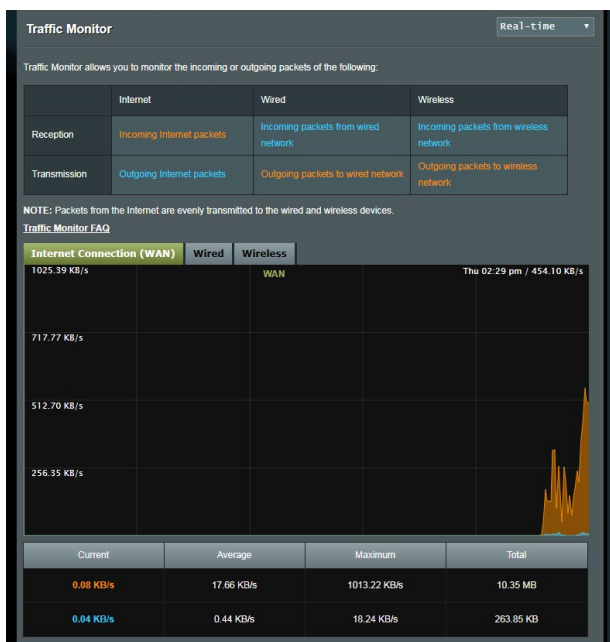 Traffic Monitor
Real-time
Traffic Monitor allows you to monitor the incoming or outgoing packets of the following:
Internet Wired Wireless
Reception Incoming Internet packets Incoming packets from wired network Incoming packets from wireless network
Transmission Outgoing Internet packets Outgoing packets to wired network Outgoing packets to wireless network
NOTE: Packets from the Internet are evenly transmitted to the wired and wireless devices.
Traffic Monitor FAQ
Internet Connection (WAN) Wired Wireless
1025.39 KB/s WAN Thu 02:29 pm / 454.10 KB/s
717.77 KB/s
512.70 KB/s
256.35 KB/s
Current Average Maximum Total
0.08 KB/s 17.66 KB/s 1013.22 KB/s 10.35 MB
0.04 KB/s 0.44 KB/s 18.24 KB/s 263.85 KB